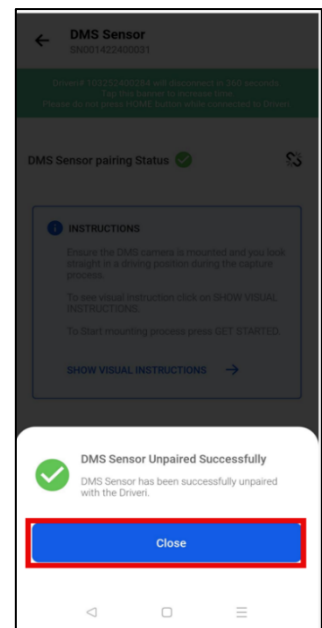 DMS Sensor
SN001422400031
Driveri# 103250400284 will disconnect in 260 seconds
Tap this banner to increase time.
Please do not press HOME button when connected to Driveri
DMS Sensor pairing Status
INSTRUCTIONS
Ensure the DMS camera is mounted and you look
straight in a driving position during the capture
process.
To see visual instruction click on SHOW VISUAL
INSTRUCTIONS.
To Start mounting process press GET STARTED.
SHOW VISUAL INSTRUCTIONS
DMS Sensor Unpaired Successfully
DMS Sensor has been successfully unpaired
with the Driveri.
Close